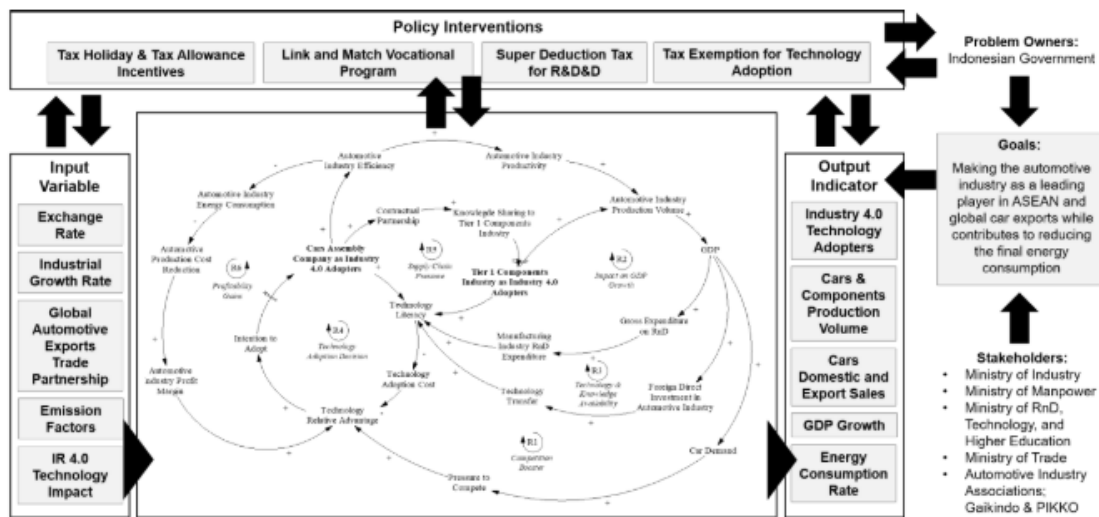 Policy Interventions
Tax Holiday & Tax Allowance
Incentives
Link and Match Vocational
Program
Super Deduction Tax
for R&D&D
Tax Exemption for Technology
Adoption
Problem Owners:
Indonesian Government
Goals:
Making the automotive
industry as a leading
player in ASEAN and
global car exports while
contributes to reducing
the final energy
consumption
Stakeholders:
• Ministry of Industry
• Ministry of Manpower
• Ministry of RnD,
Technology, and
Higher Education
• Ministry of Trade
• Automotive Industry
Associations;
Gaikindo & PIKKO
Input
Variable
Exchange
Rate
Industrial
Growth Rate
Global
Automotive
Exports
Trade
Partnership
Emission
Factors
IR 4.0
Technology
Impact
Automotive
Industry Efficiency
Automotive Industry
Productivity
Automotive Industry
Energy Consumption
Contractual
Partnership
Knowledge Sharing to
Tier 1 Components
Industry
Automotive Industry
Production Volume
Automotive
Production Cost
Reduction
R6
Profitability
Gains
Cars Assembly
Company as Industry
4.0 Adopters
R5
Supply Chain
Pressure
Tier 1 Components
Industry as Industry 4.0
Adopters
R2
Impact on GDP
Growth
GDP
Technology
Literacy
Intention to
Adopt
R4
Technology
Adoption Decision
Manufacturing
Industry RnD
Expenditure
Gross Expenditure
on RnD
Automotive
Industry Profit
Margin
Technology
Adoption Cost
Technology
Transfer
Technology &
Knowledge
Availability
Foreign Direct
Investment in
Automotive Industry
Technology
Relative Advantage
Competition
Booster
Car Demand
Pressure to
Compete
Output
Indicator
Industry 4.0
Technology
Adopters
Cars &
Components
Production
Volume
Cars
Domestic and
Export Sales
GDP Growth
Energy
Consumption
Rate